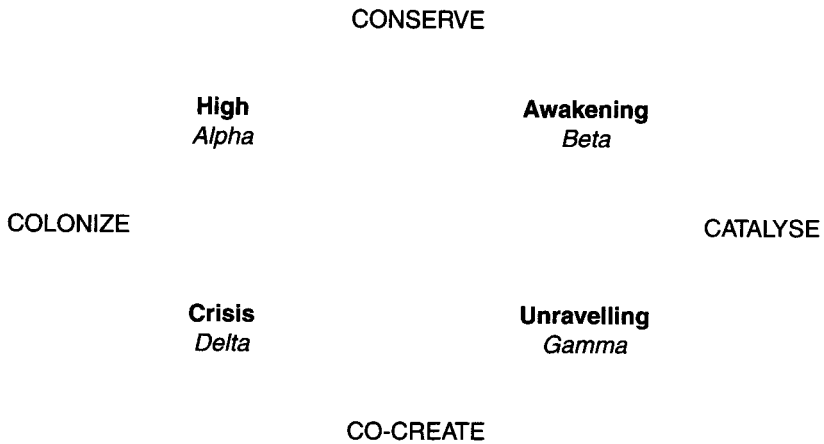 CONSERVE
High
Alpha
Awakening
Beta
COLONIZE
CATALYSE
Crisis
Delta
Unravelling
Gamma
CO-CREATE